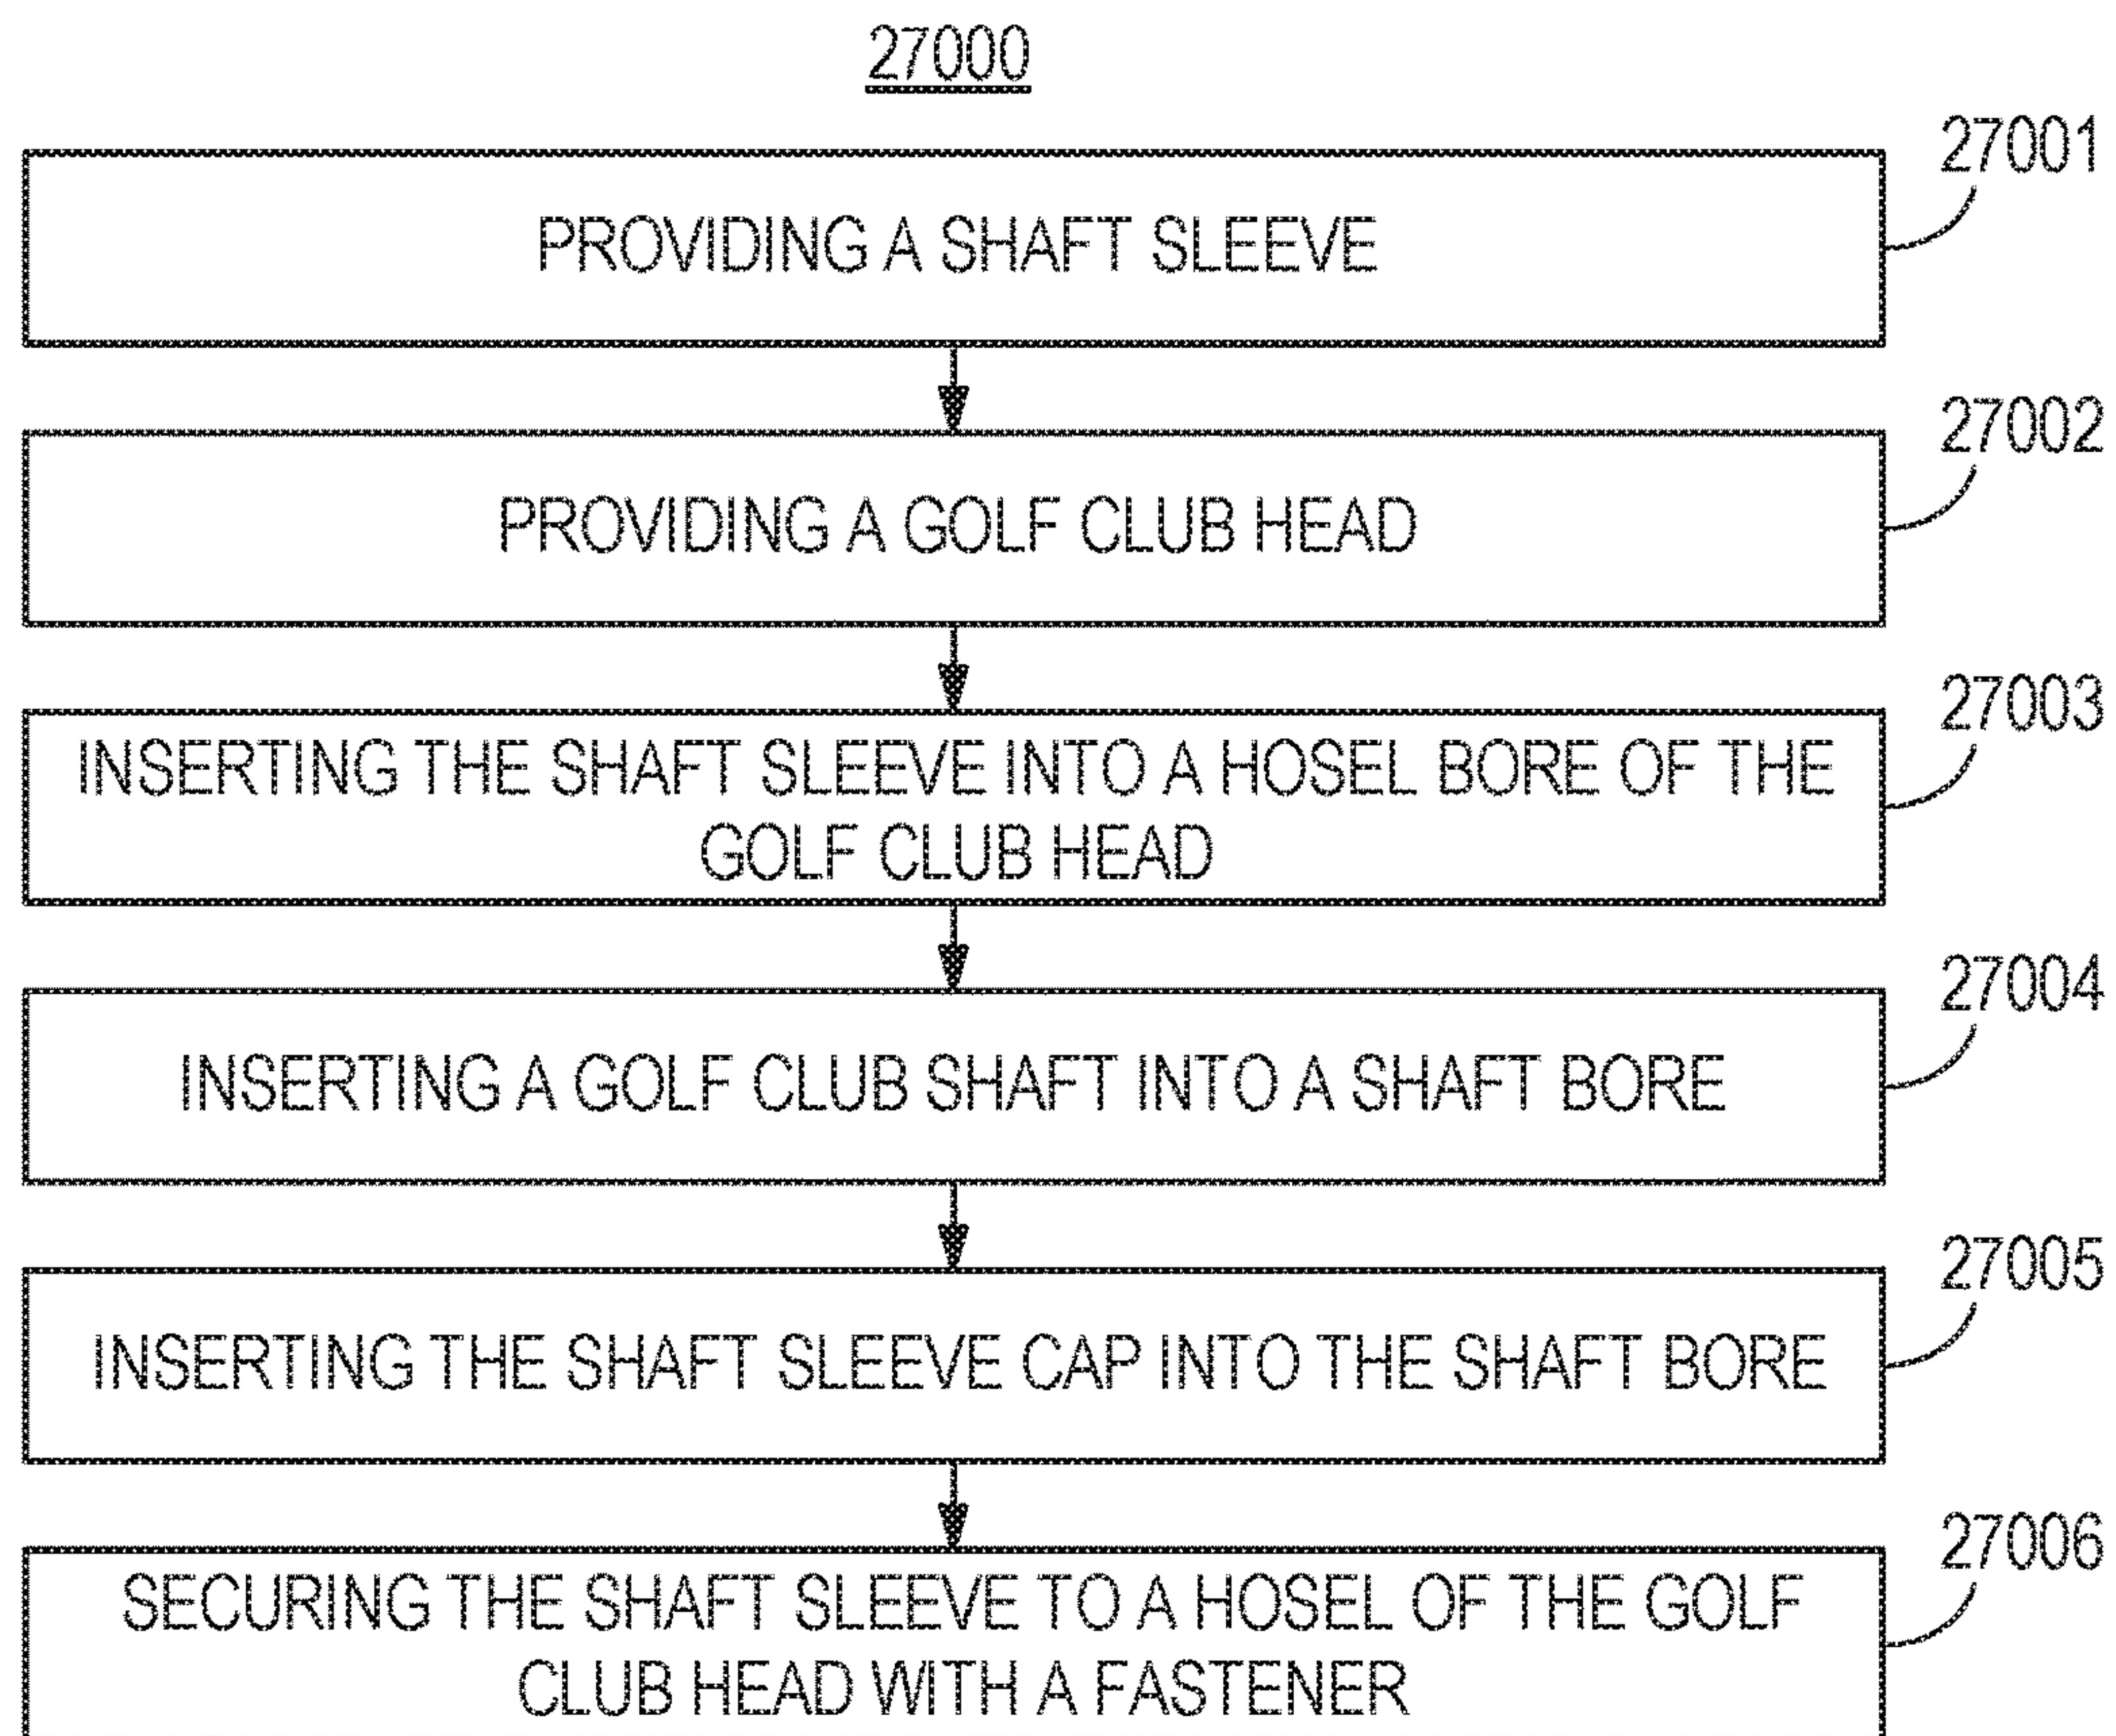 27000
27001
PROVIDING A SHAFT SLEEVE
27002
PROVIDING A GOLF CLUB HEAD
27003
INSERTING THE SHAFT SLEEVE INTO A HOSEL BORE OF THE
GOLF CLUB HEAD
27004
INSERTING A GOLF CLUB SHAFT INTO A SHAFT BORE
27005
INSERTING THE SHAFT SLEEVE CAP INTO THE SHAFT BORE
27006
SECURING THE SHAFT SLEEVE TO A HOSEL OF THE GOLF
CLUB HEAD WITH A FASTENER